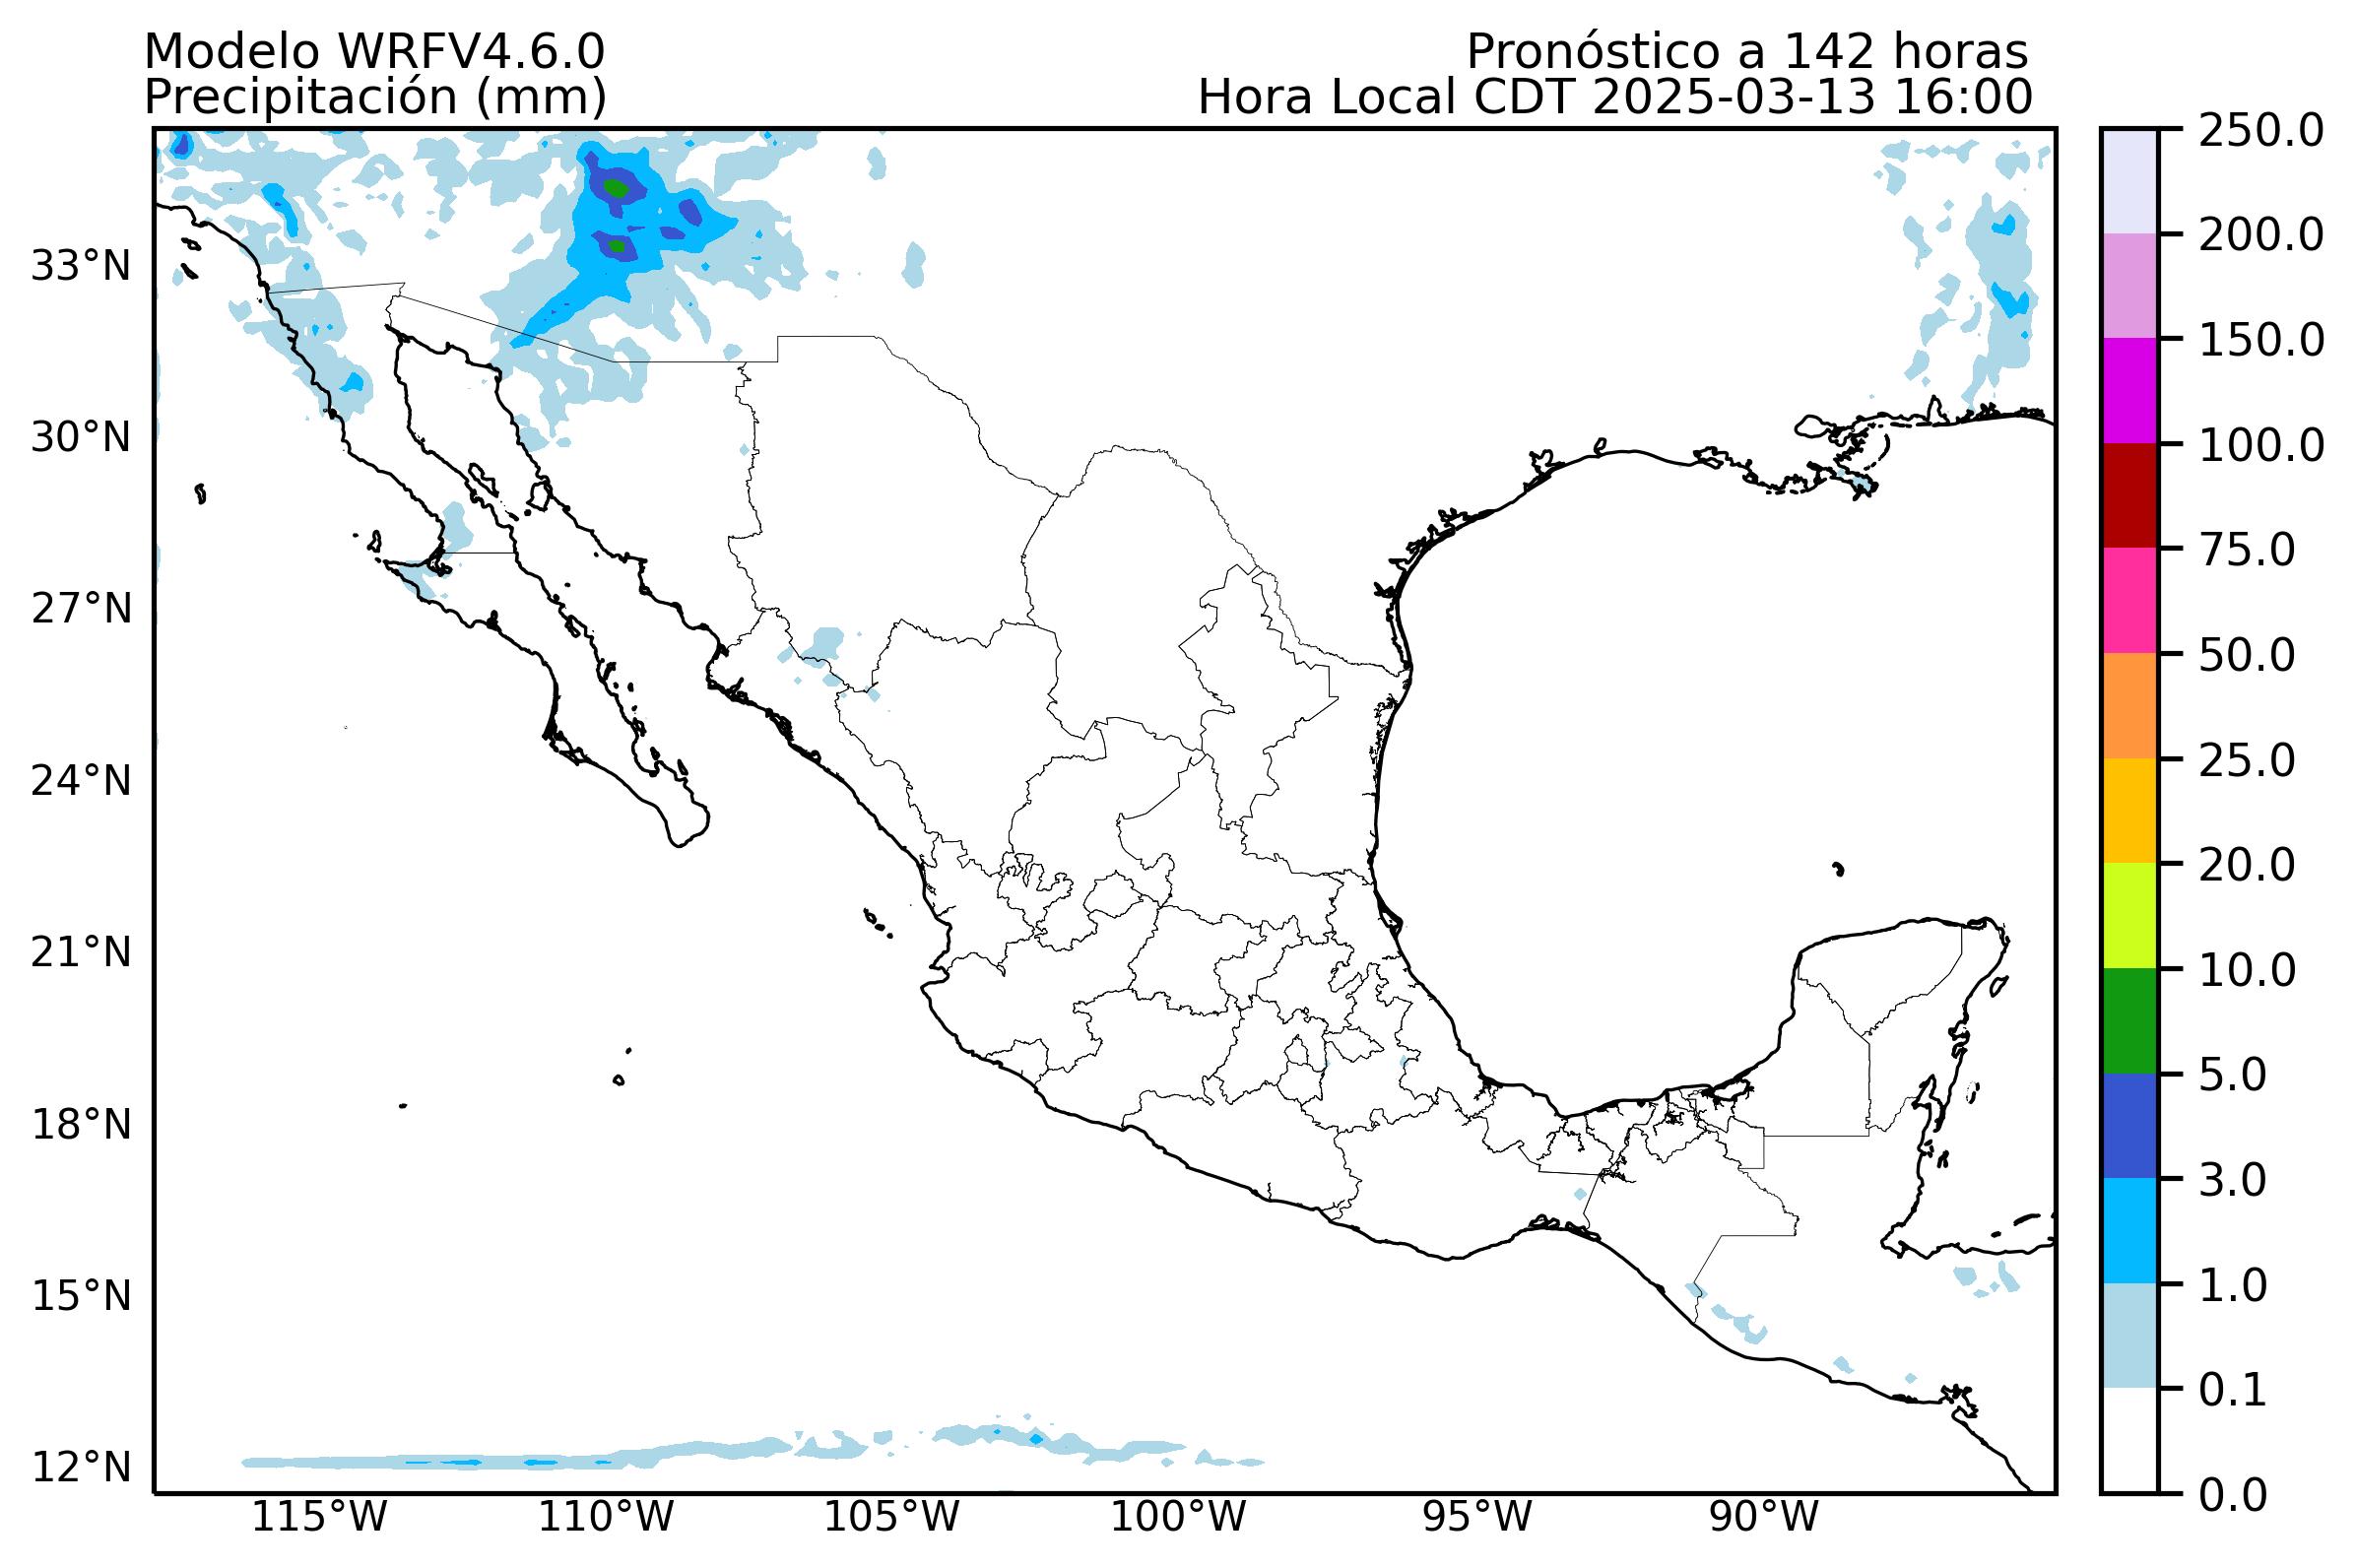 Modelo WRFV4.6.0
Pronóstico a 142 horas
Precipitación (mm)
Hora Local CDT 2025-03-13 16:00
33°N
30°N
27°N
24°N
21°N
18°N
15°N
12°N
115°W
110°W
105°W
100°W
95°W
90°W
250.0
200.0
150.0
100.0
75.0
50.0
25.0
20.0
10.0
5.0
3.0
1.0
0.1
0.0